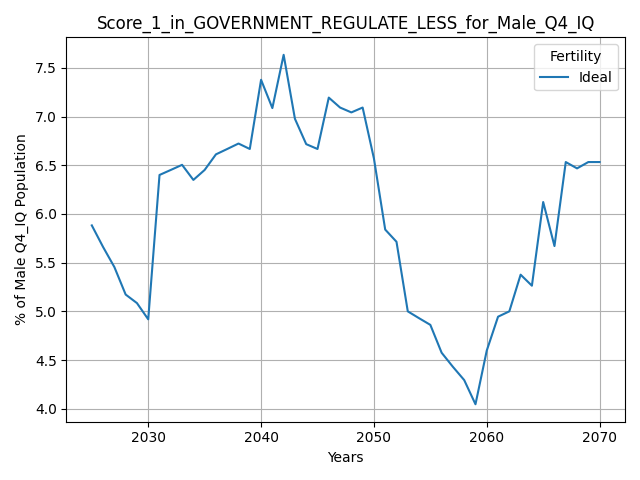 Score_1_in_GOVERNMENT_REGULATE_LESS_for_Male_Q4_IQ
Fertility
Ideal
% of Male Q4_IQ Population
7.5
7.0
6.5
6.0
5.5
5.0
4.5
4.0
2030 2040 2050 2060 2070
Years